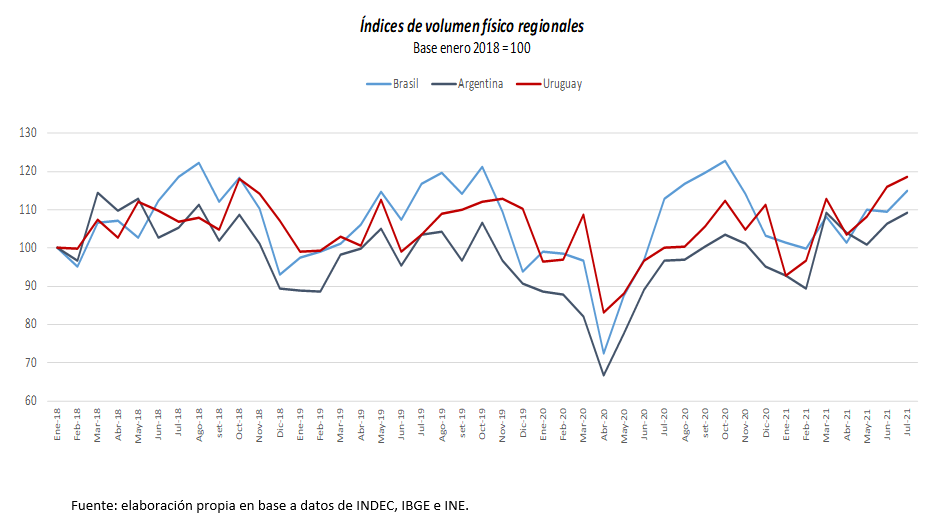 Índices de volumen físico regionales
Base enero 2018 = 100
Brasil Argentina Uruguay
130
120
110
100
90
80
70
60
Ene-18 Feb-18 Mar-18 Abr-18 May-18 Jun-18 Jul-18 Ago-18 set-18 Oct-18 Nov-18 Dic-18 Ene-19 Feb-19 Mar-19 Abr-19 May-19 Jun-19 Jul-19 Ago-19 set-19 Oct-19 Nov-19 Dic-19 Ene-20 Feb-20 Mar-20 Abr-20 May-20 Jun-20 Jul-20 Ago-20 set-20 Oct-20 Nov-20 Dic-20 Ene-21 Feb-21 Mar-21 Abr-21 May-21 Jun-21 Jul-21
Fuente: elaboración propia en base a datos de INDEC, IBGE e INE.